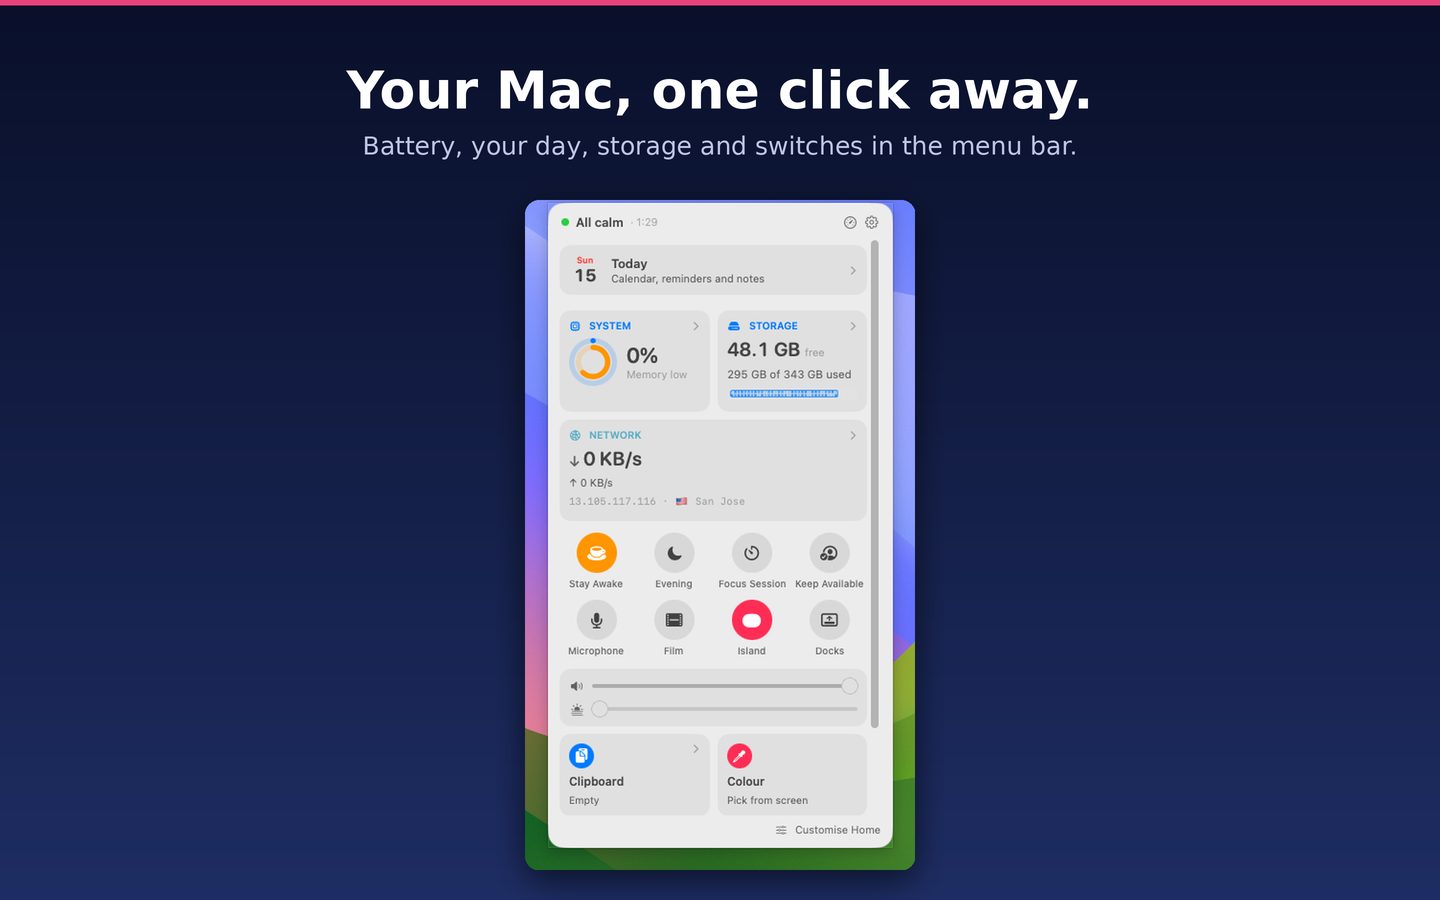 Your Mac, one click away.
Battery, your day, storage and switches in the menu bar.
All calm · 1:29
Sun
15
Today
Calendar, reminders and notes
SYSTEM
0%
Memory low
STORAGE
48.1 GB free
295 GB of 343 GB used
NETWORK
↓ 0 KB/s
↑ 0 KB/s
13.105.117.116 · 🇺🇸 San Jose
Stay Awake Evening Focus Session Keep Available
Microphone Film Island Docks
Clipboard
Empty
Colour
Pick from screen
Customise Home